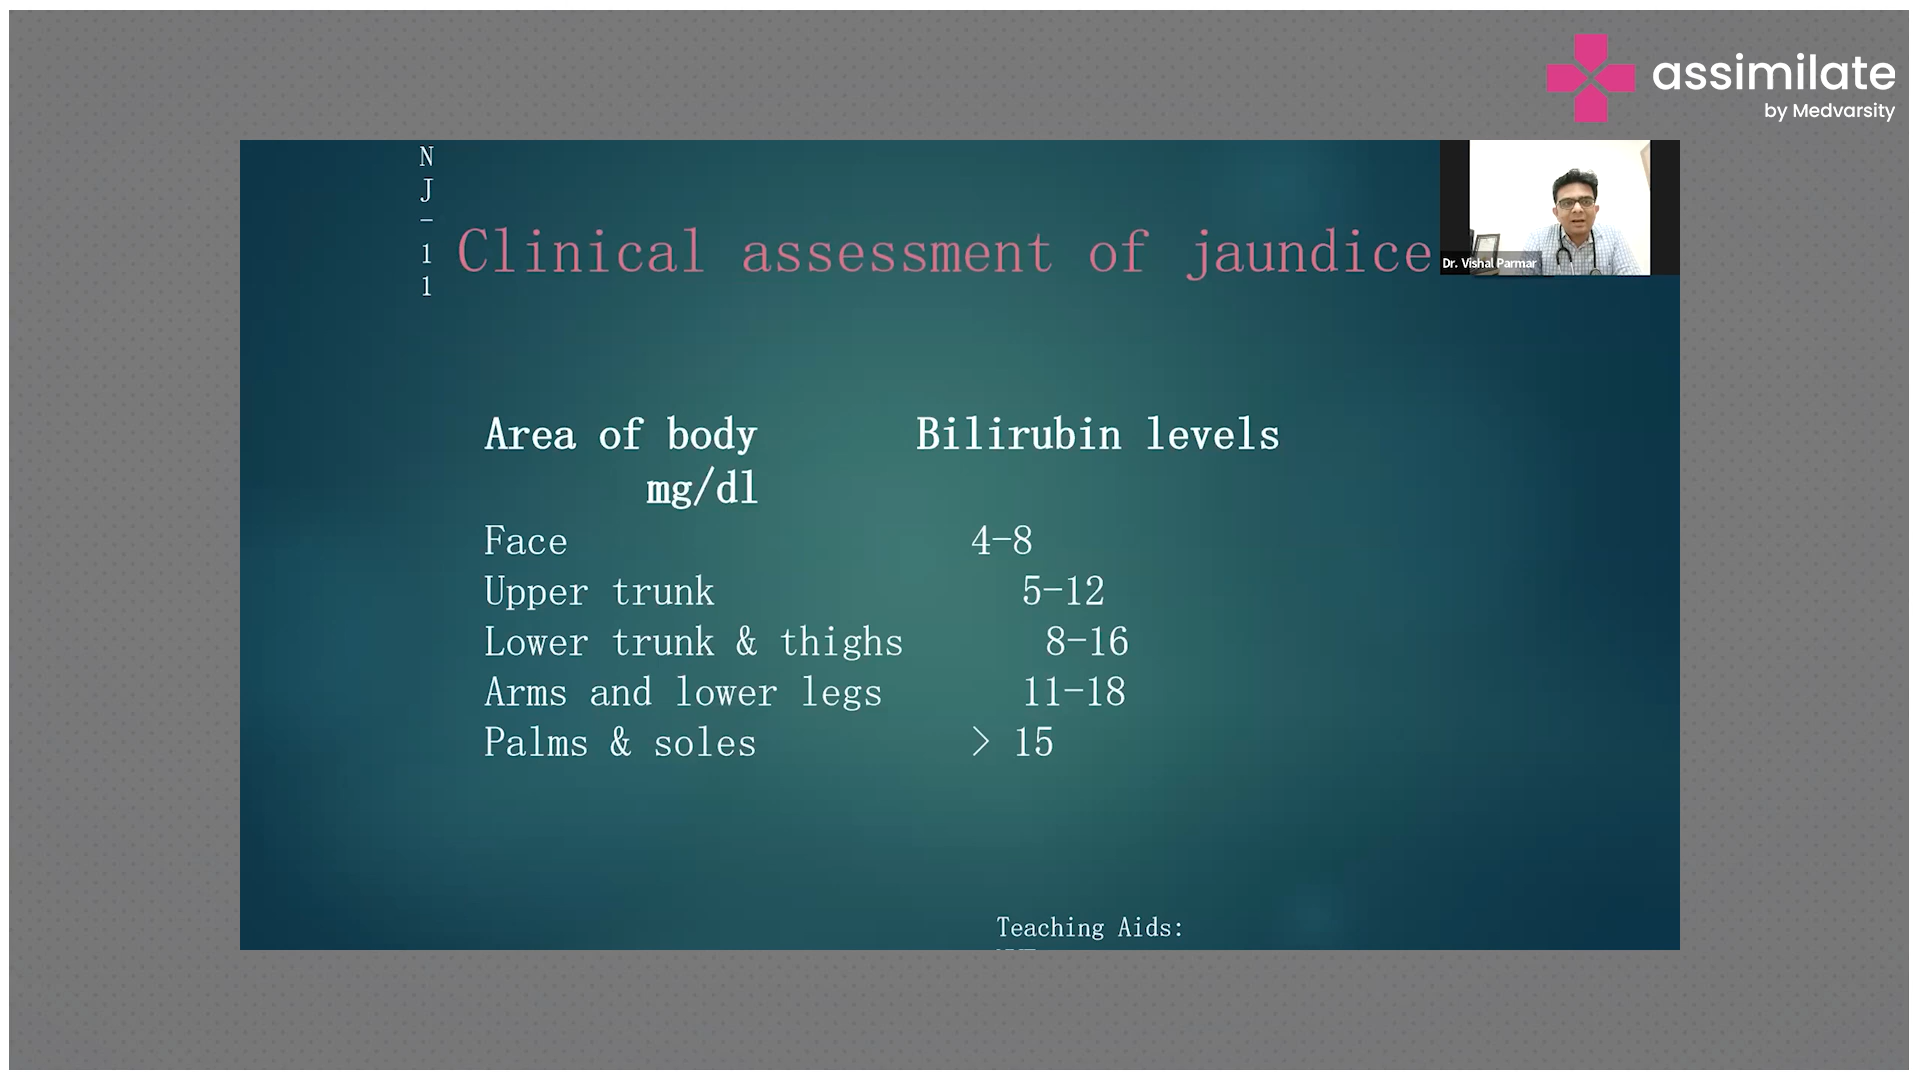 assimilate
by Medvarsity
N
J
-
1
1
Clinical assessment of jaundice
Dr. Vishal Parmar
Area of body Bilirubin levels
mg/dl
Face 4-8
Upper trunk 5-12
Lower trunk & thighs 8-16
Arms and lower legs 11-18
Palms & soles > 15
Teaching Aids: